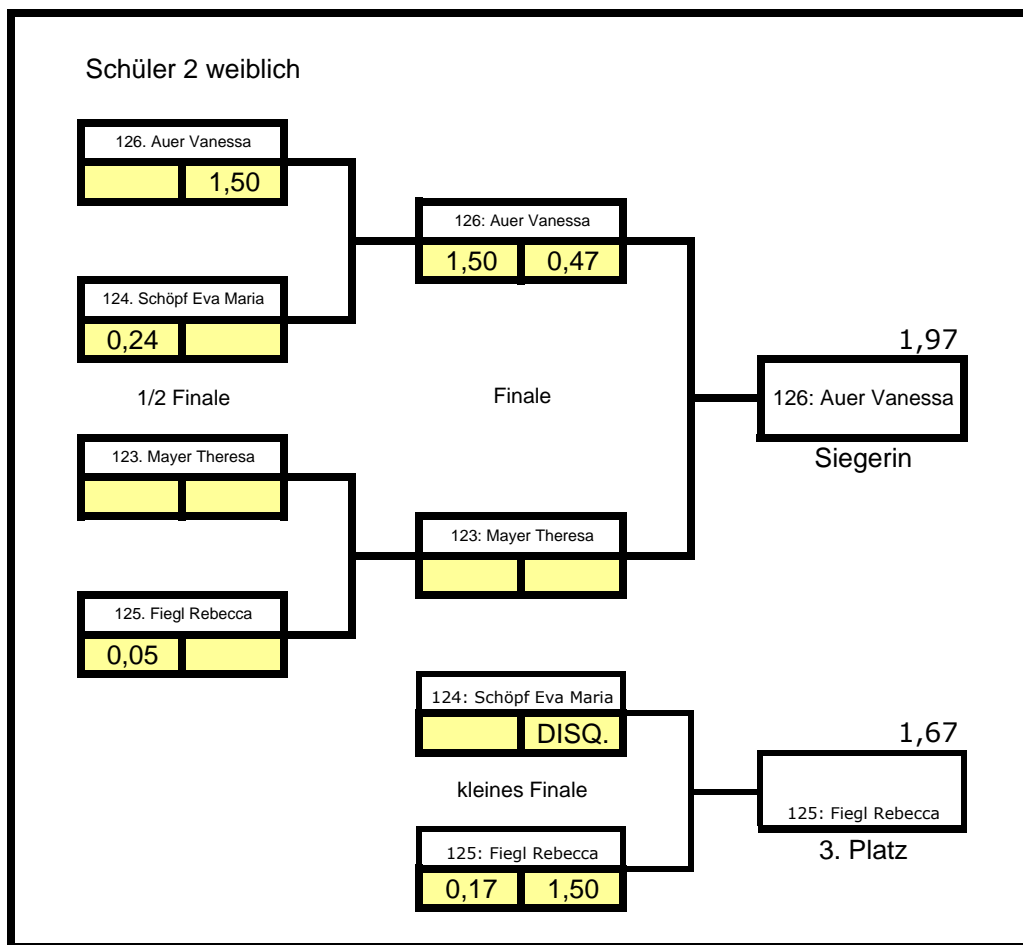 Schüler 2 weiblich
126. Auer Vanessa
1,50
126: Auer Vanessa
1,50 0,47
124. Schöpf Eva Maria
0,24
1,97
1/2 Finale
Finale
126: Auer Vanessa
Siegerin
123. Mayer Theresa
123: Mayer Theresa
125. Fiegl Rebecca
0,05
124: Schöpf Eva Maria
DISQ.
1,67
kleines Finale
125: Fiegl Rebecca
3. Platz
125: Fiegl Rebecca
0,17 1,50